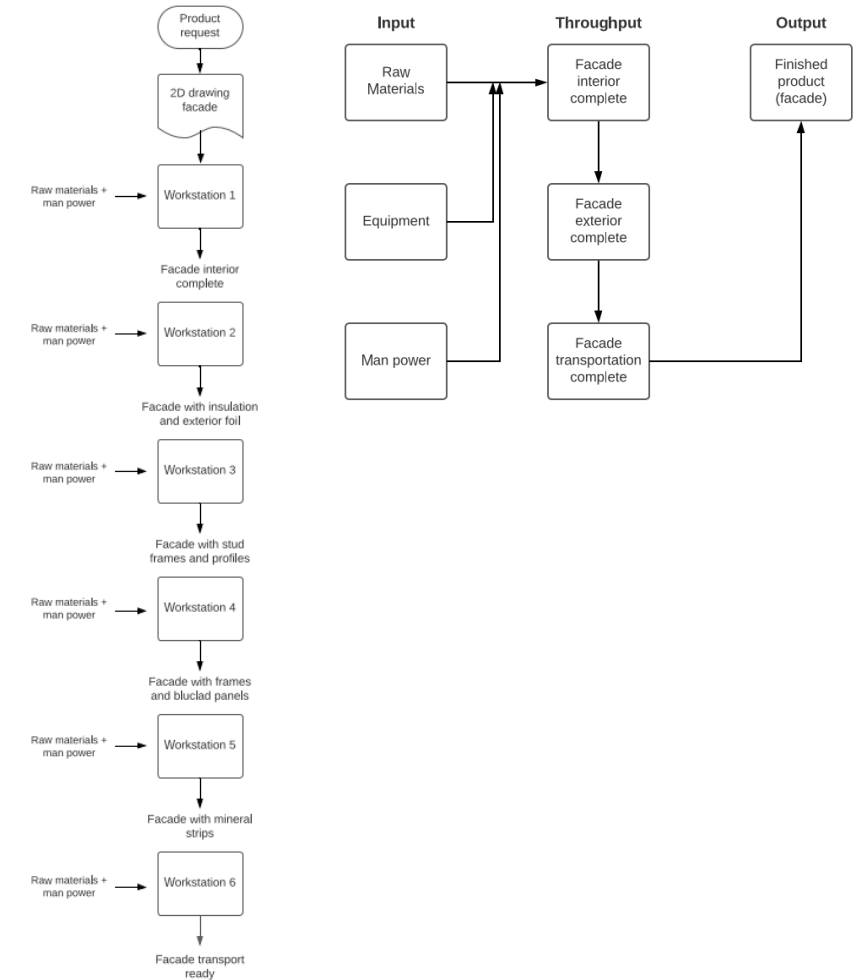 Product
request
2D drawing
facade
Raw materials +
man power
Workstation 1
Facade interior
complete
Raw materials +
man power
Workstation 2
Facade with insulation
and exterior foil
Raw materials +
man power
Workstation 3
Facade with stud
frames and profiles
Raw materials +
man power
Workstation 4
Facade with frames
and bluclad panels
Raw materials +
man power
Workstation 5
Facade with mineral
strips
Raw materials +
man power
Workstation 6
Facade transport
ready
Input
Raw
Materials
Equipment
Man power
Throughput
Facade
interior
complete
Facade
exterior
complete
Facade
transportation
complete
Output
Finished
product
(facade)